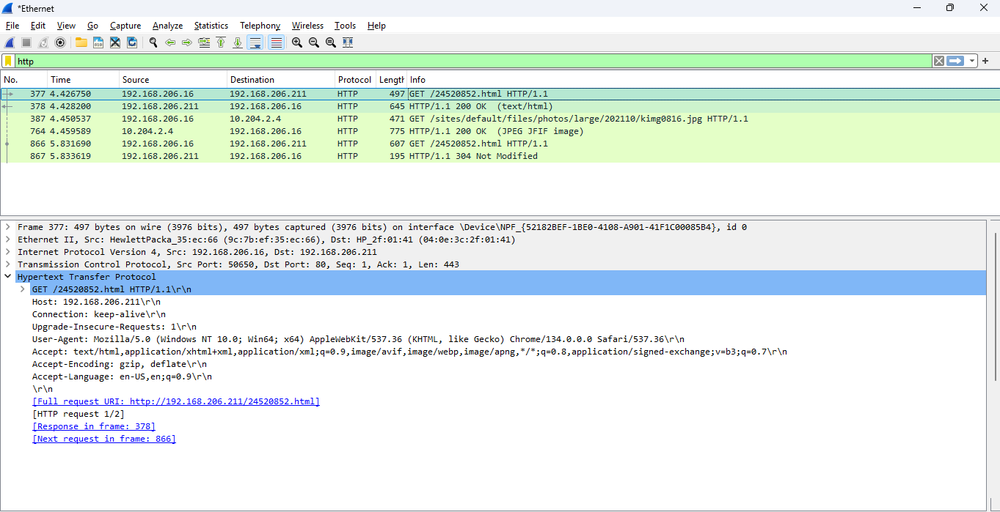 *Ethernet
File Edit View Go Capture Analyze Statistics Telephony Wireless Tools Help
http
No. Time Source Destination Protocol Length Info
377 4.426750 192.168.206.16 192.168.206.211 HTTP 497 GET /24520852.html HTTP/1.1
378 4.428200 192.168.206.211 192.168.206.16 HTTP 645 HTTP/1.1 200 OK (text/html)
387 4.450537 192.168.206.16 10.204.2.4 HTTP 471 GET /sites/default/files/photos/large/202110/kimg0816.jpg HTTP/1.1
764 4.459589 10.204.2.4 192.168.206.16 HTTP 775 HTTP/1.1 200 OK (JPEG JFIF image)
866 5.831690 192.168.206.16 192.168.206.211 HTTP 607 GET /24520852.html HTTP/1.1
867 5.833619 192.168.206.211 192.168.206.16 HTTP 195 HTTP/1.1 304 Not Modified
Frame 377: 497 bytes on wire (3976 bits), 497 bytes captured (3976 bits) on interface \Device\NPF_{52182BEF-1BE0-4108-A901-41F1C00085B4}, id 0
Ethernet II, Src: HewlettPacka_35:ec:66 (9c:7b:ef:35:ec:66), Dst: HP_2f:01:41 (04:0e:3c:2f:01:41)
Internet Protocol Version 4, Src: 192.168.206.16, Dst: 192.168.206.211
Transmission Control Protocol, Src Port: 50650, Dst Port: 80, Seq: 1, Ack: 1, Len: 443
Hypertext Transfer Protocol
GET /24520852.html HTTP/1.1\r\n
Host: 192.168.206.211\r\n
Connection: keep-alive\r\n
Upgrade-Insecure-Requests: 1\r\n
User-Agent: Mozilla/5.0 (Windows NT 10.0; Win64; x64) AppleWebKit/537.36 (KHTML, like Gecko) Chrome/134.0.0.0 Safari/537.36\r\n
Accept: text/html,application/xhtml+xml,application/xml;q=0.9,image/avif,image/webp,image/apng,*/*;q=0.8,application/signed-exchange;v=b3;q=0.7\r\n
Accept-Encoding: gzip, deflate\r\n
Accept-Language: en-US,en;q=0.9\r\n
\r\n
[Full request URI: http://192.168.206.211/24520852.html]
[HTTP request 1/2]
[Response in frame: 378]
[Next request in frame: 866]